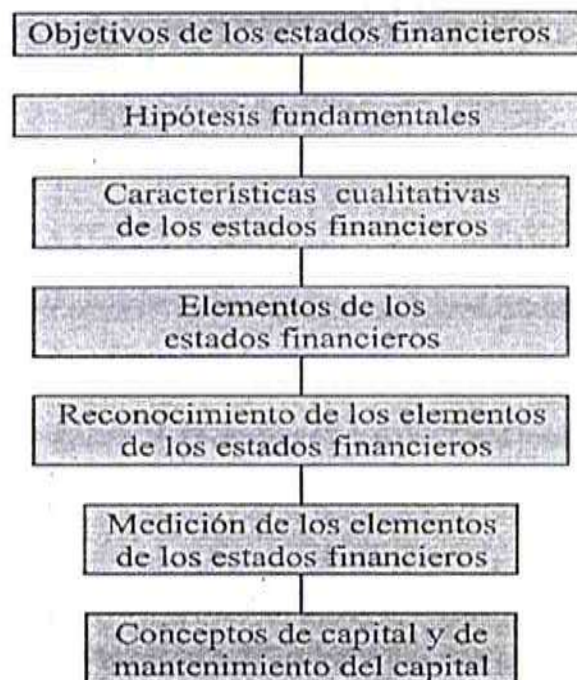 Objetivos de los estados financieros
Hipótesis fundamentales
Características cualitativas
de los estados financieros
Elementos de los
estados financieros
Reconocimiento de los elementos
de los estados financieros
Medición de los elementos
de los estados financieros
Conceptos de capital y de
mantenimiento del capital